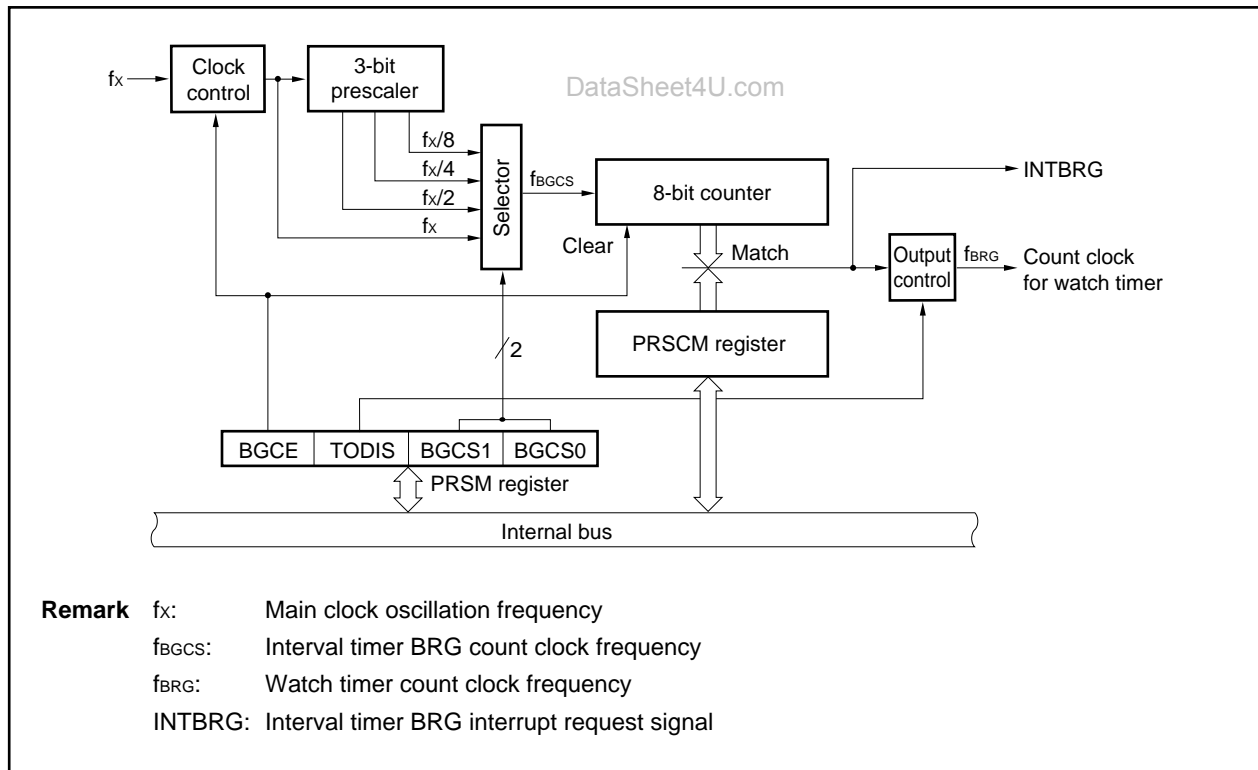 fX
Clock
control
3-bit
prescaler
DataSheet4U.com
fX/8
fX/4
fX/2
fX
Selector
fBGCS
8-bit counter
INTBRG
Clear
Match
Output
control
fBRG
Count clock
for watch timer
PRSCM register
2
BGCE TODIS BGCS1 BGCS0
PRSM register
Internal bus
Remark fX: Main clock oscillation frequency
fBGCS: Interval timer BRG count clock frequency
fBRG: Watch timer count clock frequency
INTBRG: Interval timer BRG interrupt request signal